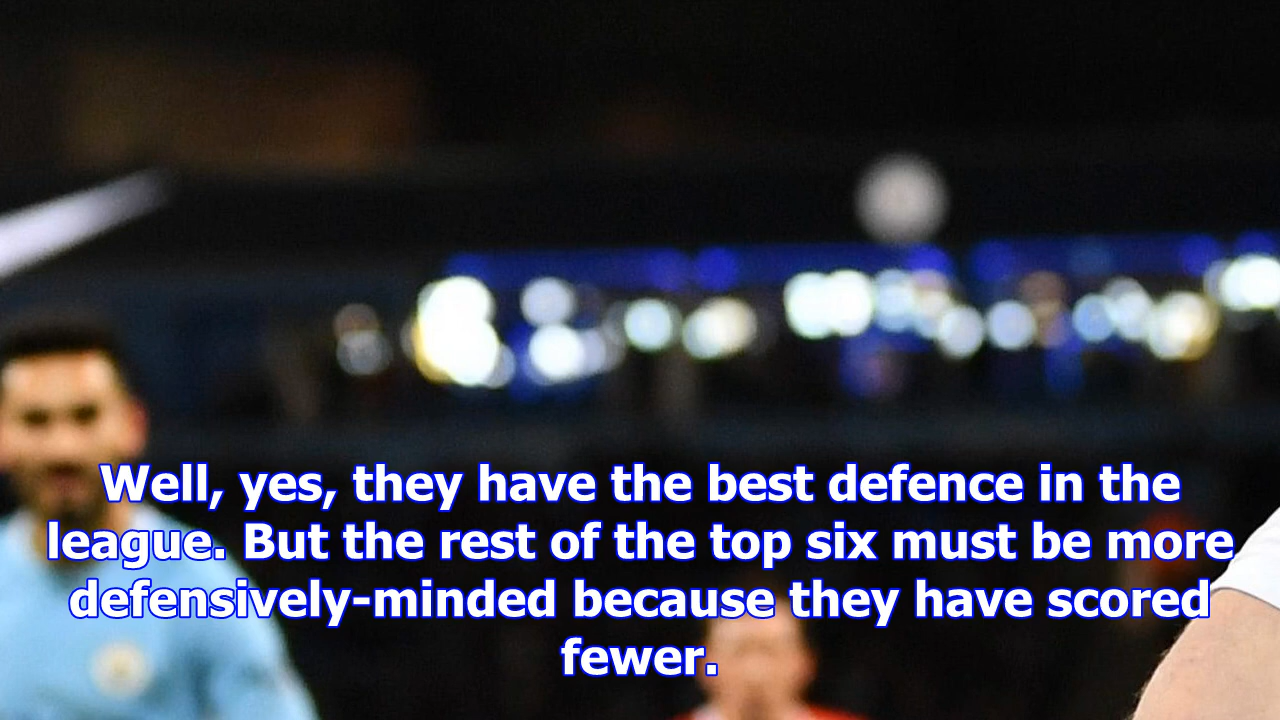 Well, yes, they have the best defence in the
league. But the rest of the top six must be more
defensively-minded because they have scored
fewer.